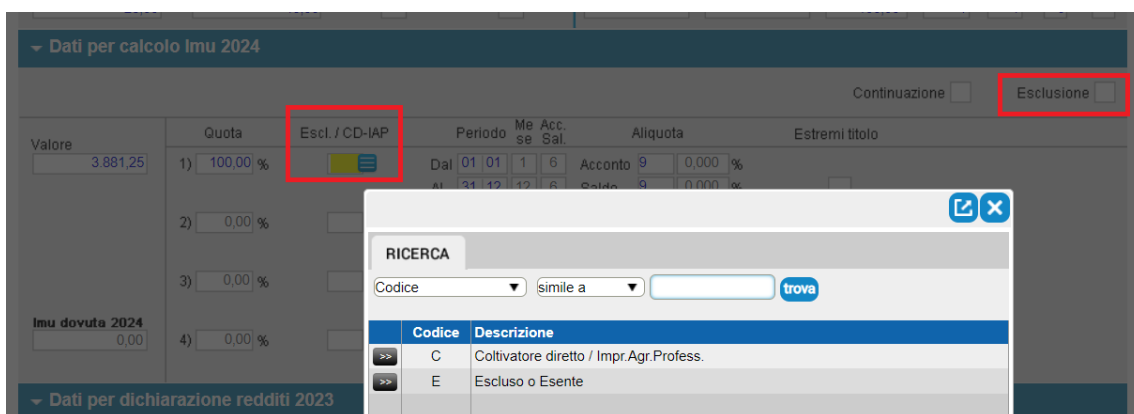 Dati per calcolo Imu 2024
Continuazione Esclusione
Valore Quota Escl. / CD-IAP Periodo Me se Acc. Sal. Aliquota Estremi titolo
3.881,25 1) 100,00 % Dal 01 01 1 6 Acconto 9 0,000 %
Al 31 12 12 6 Saldo 9 0,000 %
2) 0,00 %
RICERCA
3) 0,00 % Codice simile a trova
Imu dovuta 2024
0,00 4) 0,00 %
Codice Descrizione
>> C Coltivatore diretto / Impr.Agr.Profess.
>> E Escluso o Esente
Dati per dichiarazione redditi 2023